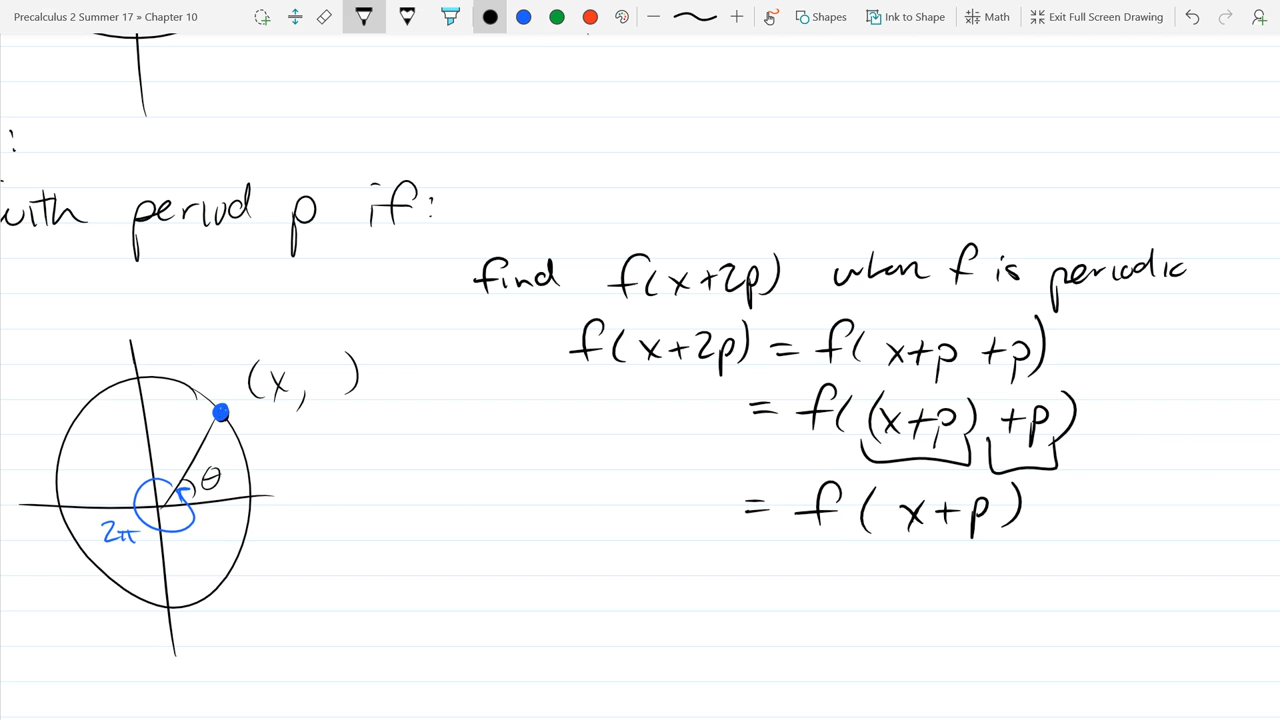 Precalculus 2 Summer 17 » Chapter 10
Shapes
Ink to Shape
Math
Exit Full Screen Drawing
:
with period p if:
find f(x+2p) when f is periodic
f(x+2p) = f(x+p +p)
= f((x+p) +p)
= f(x+p)
(x, )
θ
2π